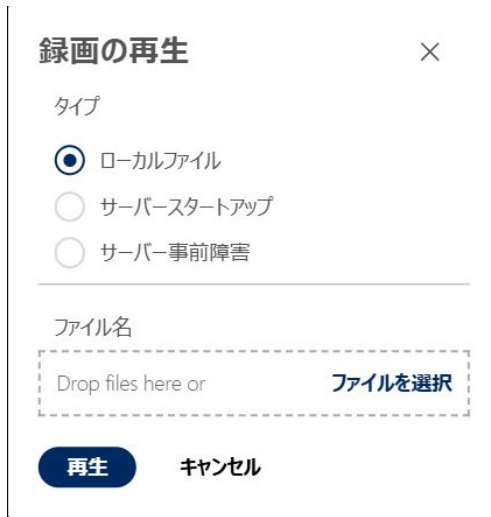 録画の再生
タイプ
ローカルファイル
サーバースタートアップ
サーバー事前障害
ファイル名
Drop files here or ファイルを選択
再生 キャンセル